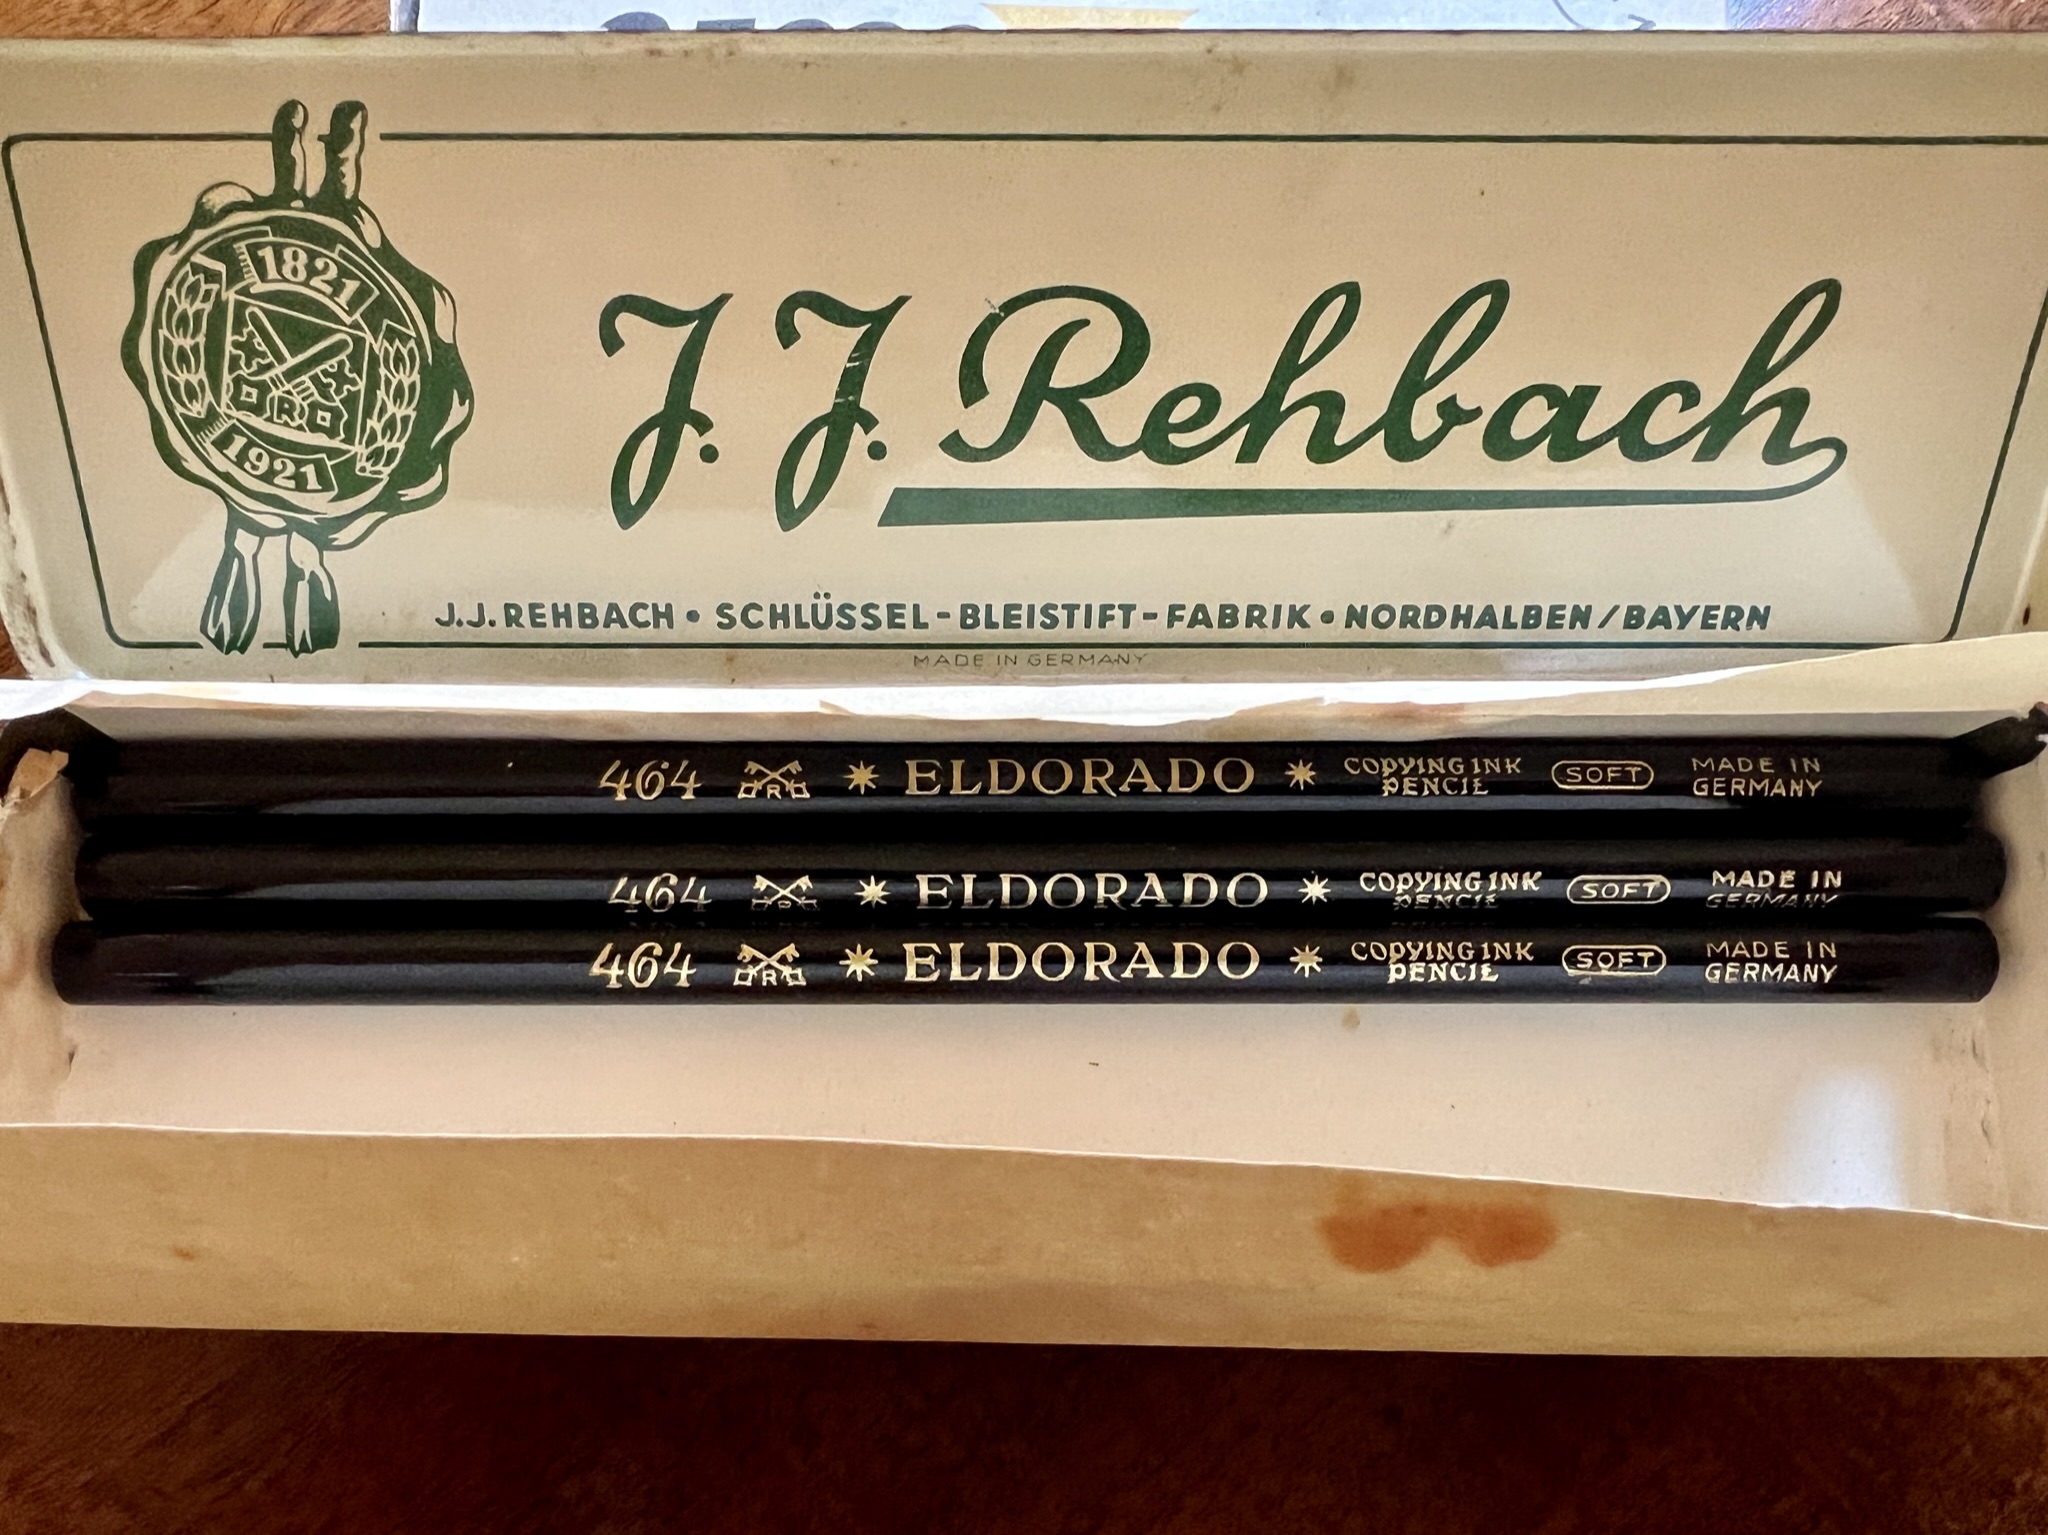 1821
R
1921
J. J. Rehbach
J.J. REHBACH • SCHLÜSSEL-BLEISTIFT-FABRIK • NORDHALBEN/BAYERN
MADE IN GERMANY
464 R ELDORADO COPYING INK PENCIL SOFT MADE IN GERMANY
464 ELDORADO COPYING INK PENCIL SOFT MADE IN GERMANY
464 R ELDORADO COPYING INK PENCIL SOFT MADE IN GERMANY